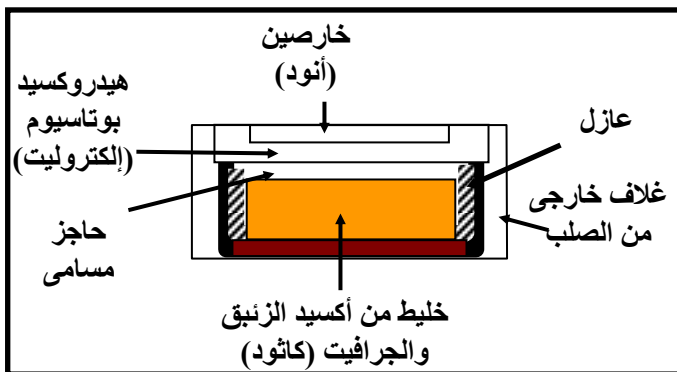 خارصين
(أنود)
هيدروكسيد
بوتاسيوم
(إلكتروليت)
عازل
غلاف خارجى
من الصلب
حاجز
مسامى
خليط من أكسيد الزئبق
والجرافيت (كاثود)